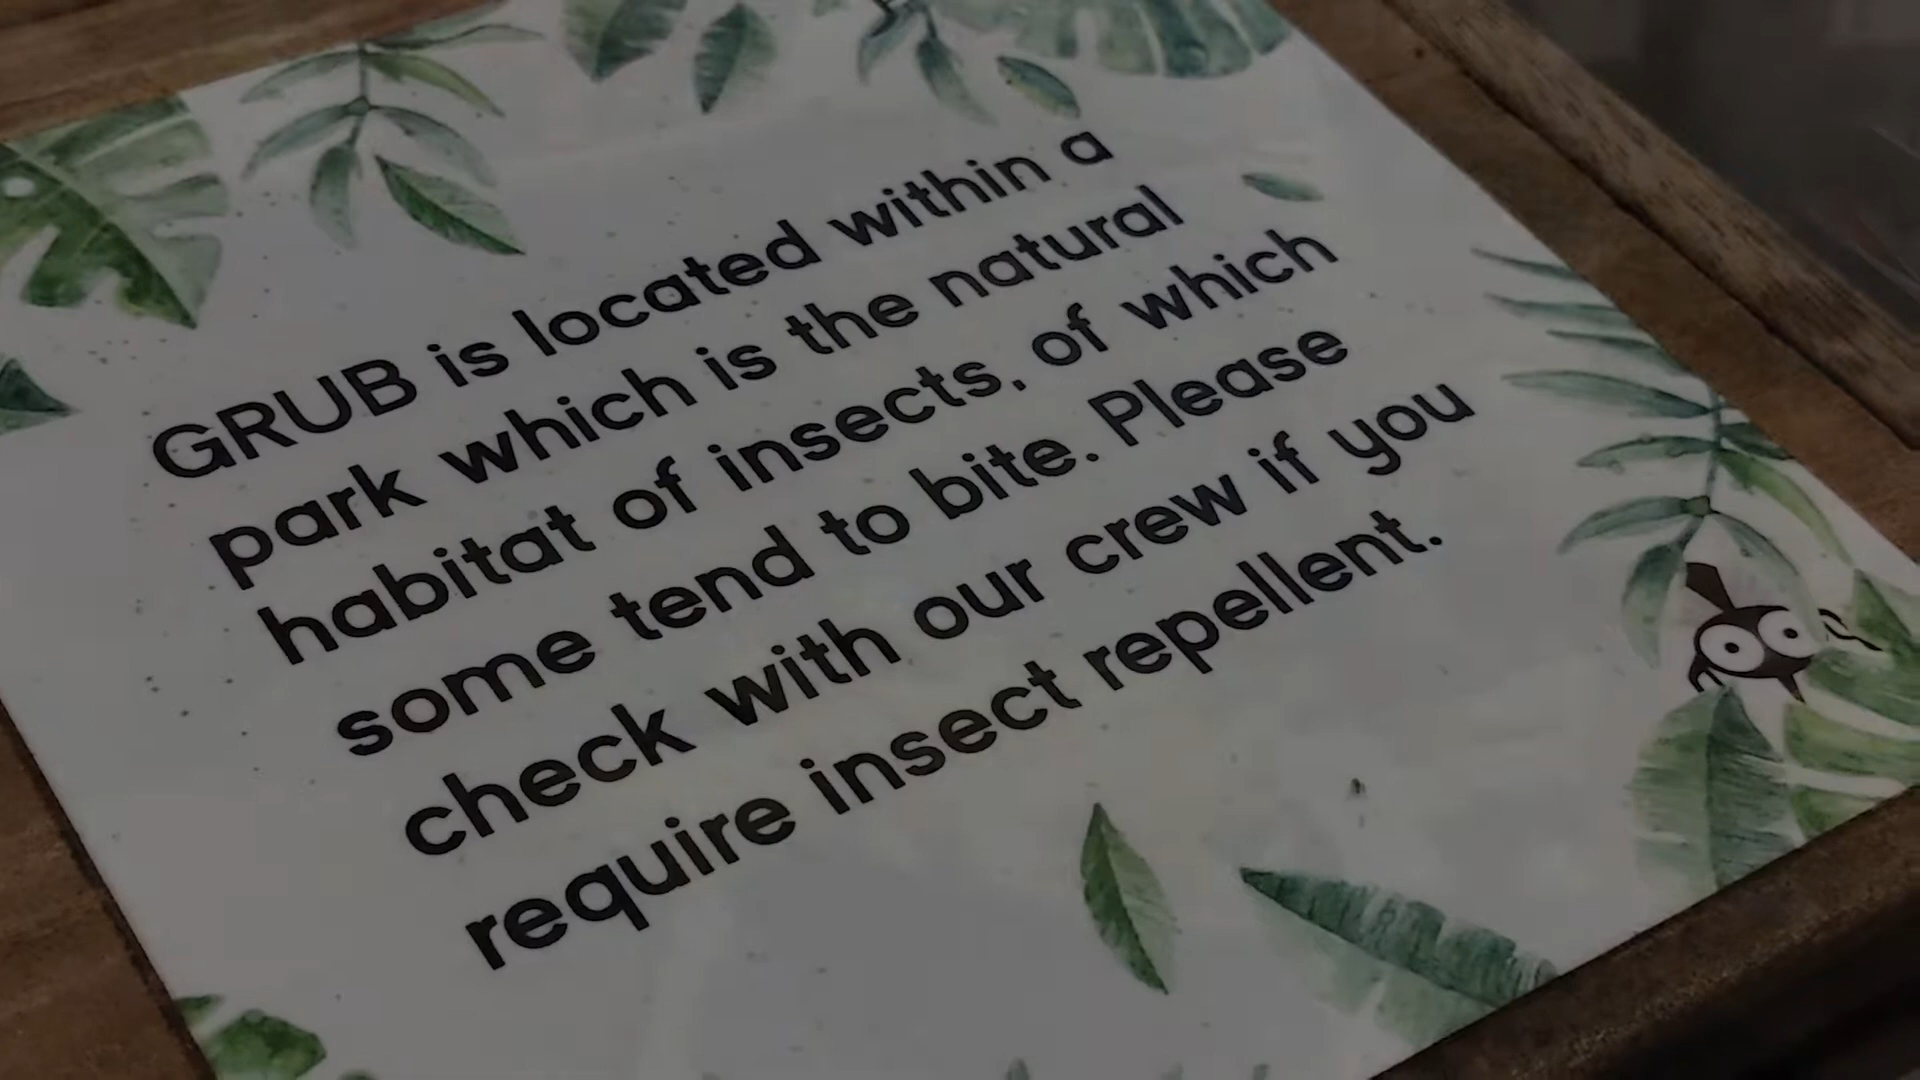 GRUB is located within a
park which is the natural
habitat of insects, of which
some tend to bite. Please
check with our crew if you
require insect repellent.